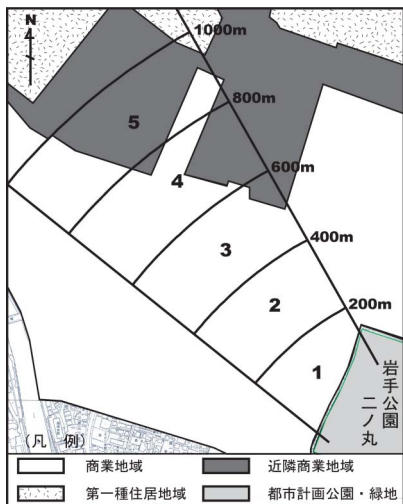 N
1000m
800m
5
600m
4
400m
3
200m
2
1
岩手公園
二ノ丸
(凡 例)
商業地域
近隣商業地域
第一種住居地域
都市計画公園・緑地